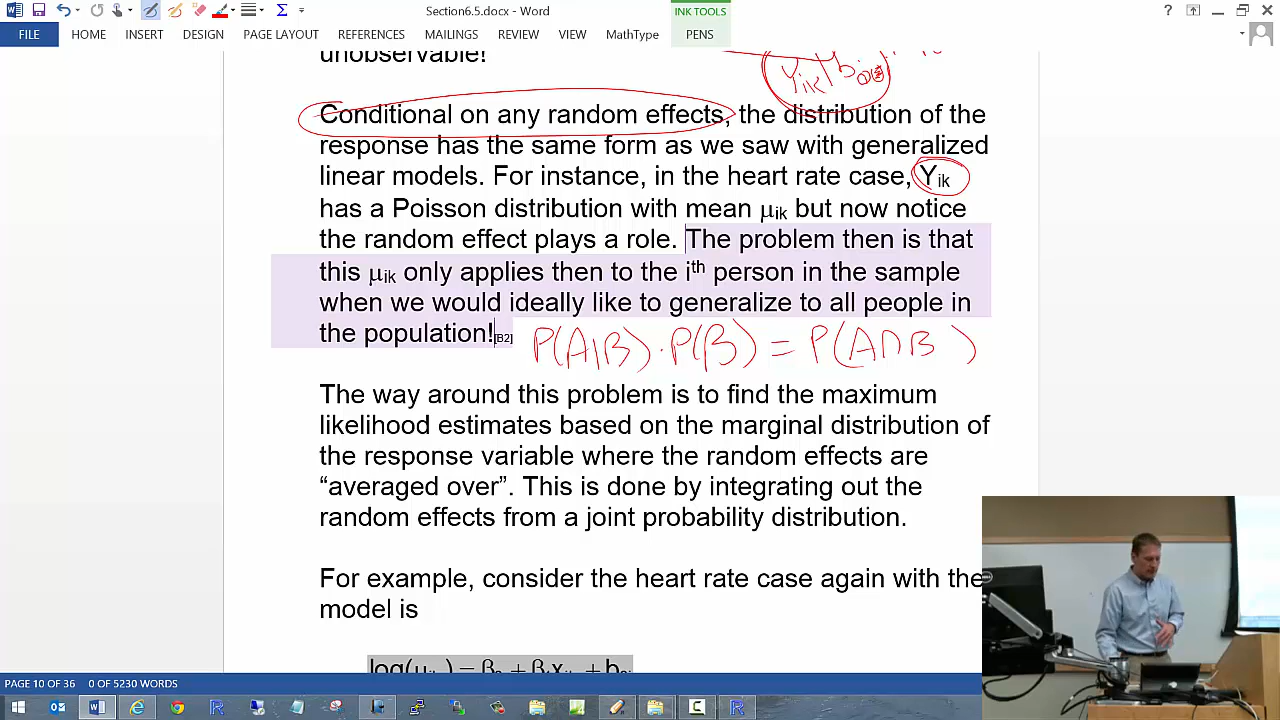 Section6.5.docx - Word
INK TOOLS
FILE HOME INSERT DESIGN PAGE LAYOUT REFERENCES MAILINGS REVIEW VIEW MathType PENS
unobservable!
Yik|b
Conditional on any random effects, the distribution of the
response has the same form as we saw with generalized
linear models. For instance, in the heart rate case, Yik
has a Poisson distribution with mean μik but now notice
the random effect plays a role. The problem then is that
this μik only applies then to the ith person in the sample
when we would ideally like to generalize to all people in
the population![B2]
P(A|B)·P(B) = P(A∩B)
The way around this problem is to find the maximum
likelihood estimates based on the marginal distribution of
the response variable where the random effects are
“averaged over”. This is done by integrating out the
random effects from a joint probability distribution.
For example, consider the heart rate case again with the
model is
PAGE 10 OF 36 0 OF 5230 WORDS